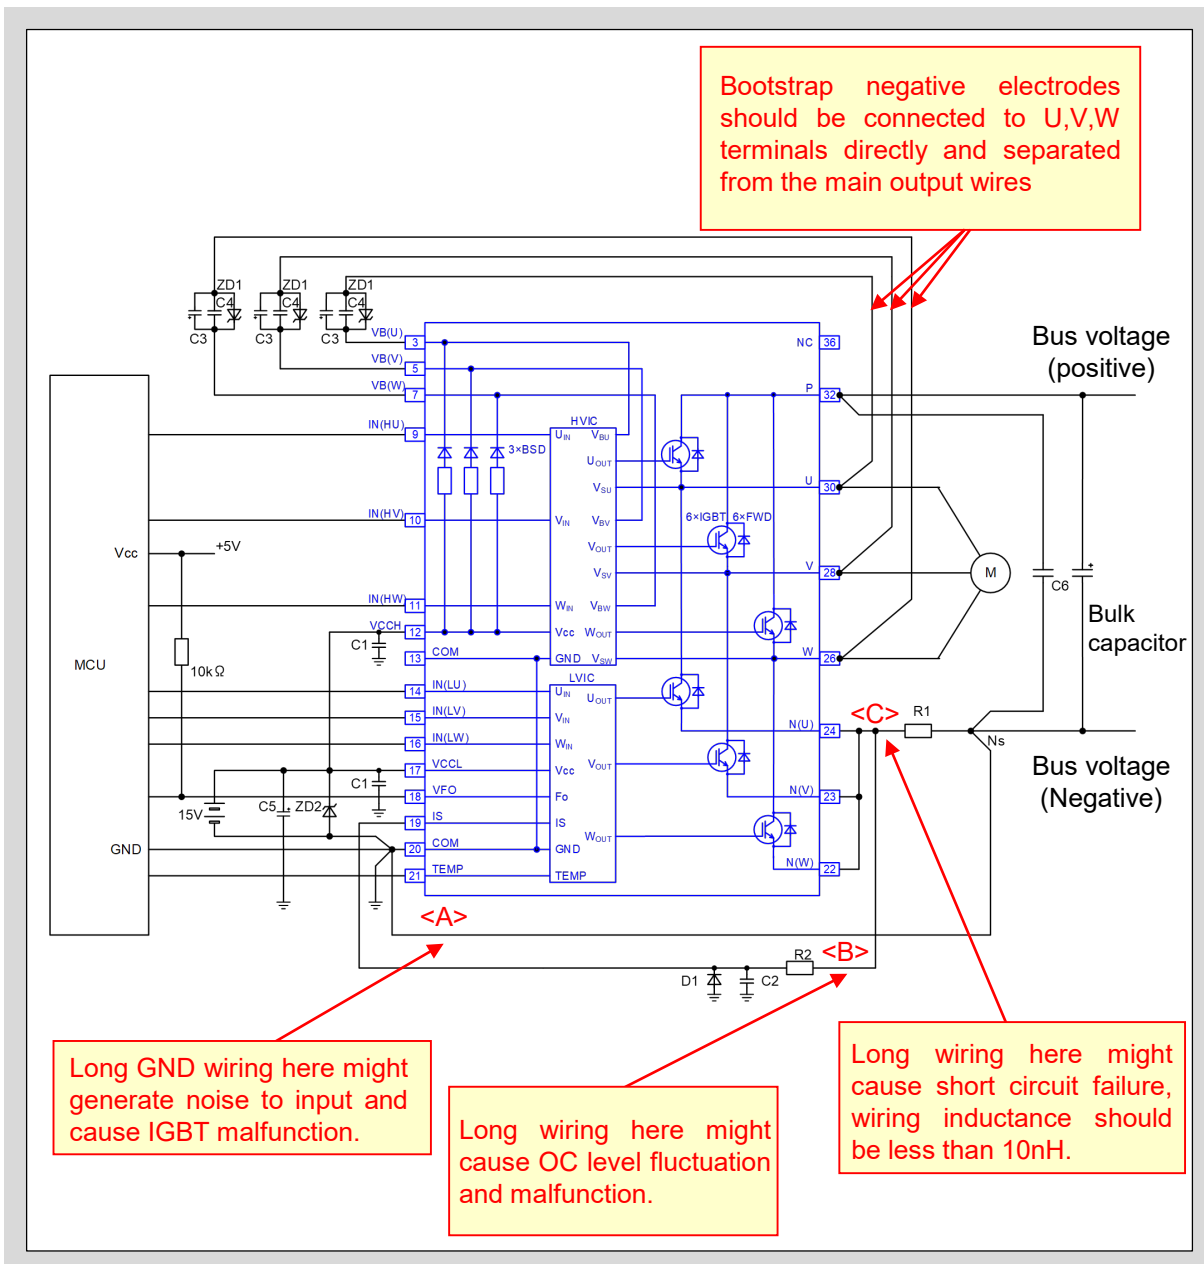 Bootstrap negative electrodes
should be connected to U,V,W
terminals directly and separated
from the main output wires
ZD1 ZD1 ZD1
C4 C4 C4
C3 C3 C3
VB(U) 3
VB(V) 5
VB(W) 7
IN(HU) 9
IN(HV) 10
IN(HW) 11
VCCH 12
COM 13
IN(LU) 14
IN(LV) 15
IN(LW) 16
VCCL 17
VFO 18
IS 19
COM 20
TEMP 21
MCU
Vcc
+5V
10kΩ
GND
15V
C5
ZD2
C1
C1
3×BSD
HVIC
UIN VBU
UOUT
VSU
VIN VBV
VOUT
VSV
WIN VBW
Vcc WOUT
GND VSW
LVIC
UIN UOUT
VIN
WIN
Vcc VOUT
Fo
IS WOUT
GND
TEMP
6×IGBT 6×FWD
NC 36
P 32
U 30
V 28
W 26
N(U) 24
N(V) 23
N(W) 22
Bus voltage
(positive)
M
C6
Bulk
capacitor
<C>
R1
Ns
Bus voltage
(Negative)
<A>
<B>
R2
D1
C2
Long GND wiring here might
generate noise to input and
cause IGBT malfunction.
Long wiring here might
cause OC level fluctuation
and malfunction.
Long wiring here might
cause short circuit failure,
wiring inductance should
be less than 10nH.